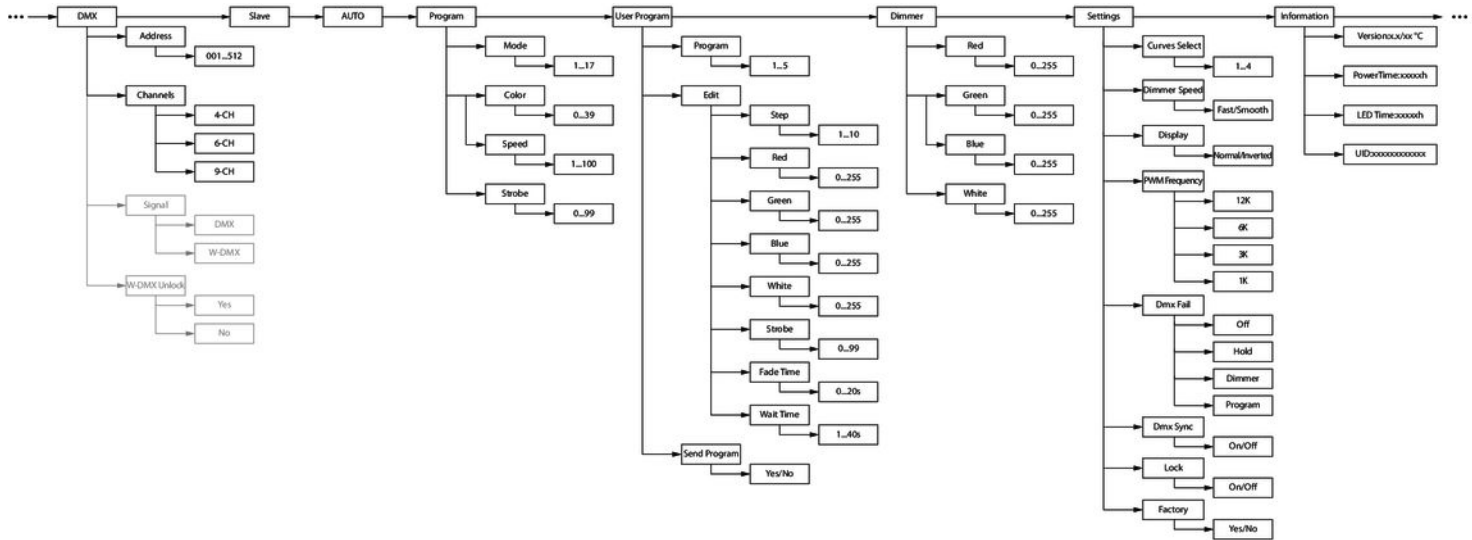 •••
DMX
Slave
AUTO
Program
User Program
Dimmer
Settings
Information
•••
Address
001...512
Channels
4-CH
6-CH
9-CH
Signall
DMX
W-DMX
W-DMX Unlock
Yes
No
Mode
1...17
Color
0...39
Speed
1...100
Strobe
0...99
Program
1...5
Edit
Step
1...10
Red
0...255
Green
0...255
Blue
0...255
White
0...255
Strobe
0...99
Fade Time
0...20s
Wait Time
1...40s
Send Program
Yes/No
Red
0...255
Green
0...255
Blue
0...255
White
0...255
Curves Select
1...4
Dimmer Speed
Fast/Smooth
Display
Normal/Inverted
PWM Frequency
12K
6K
3K
1K
Dmx Fail
Off
Hold
Dimmer
Program
Dmx Sync
On/Off
Lock
On/Off
Factory
Yes/No
Version:x.x/xx °C
PowerTime:xxxxxh
LED Time:xxxxxh
UID:xxxxxxxxxxxx